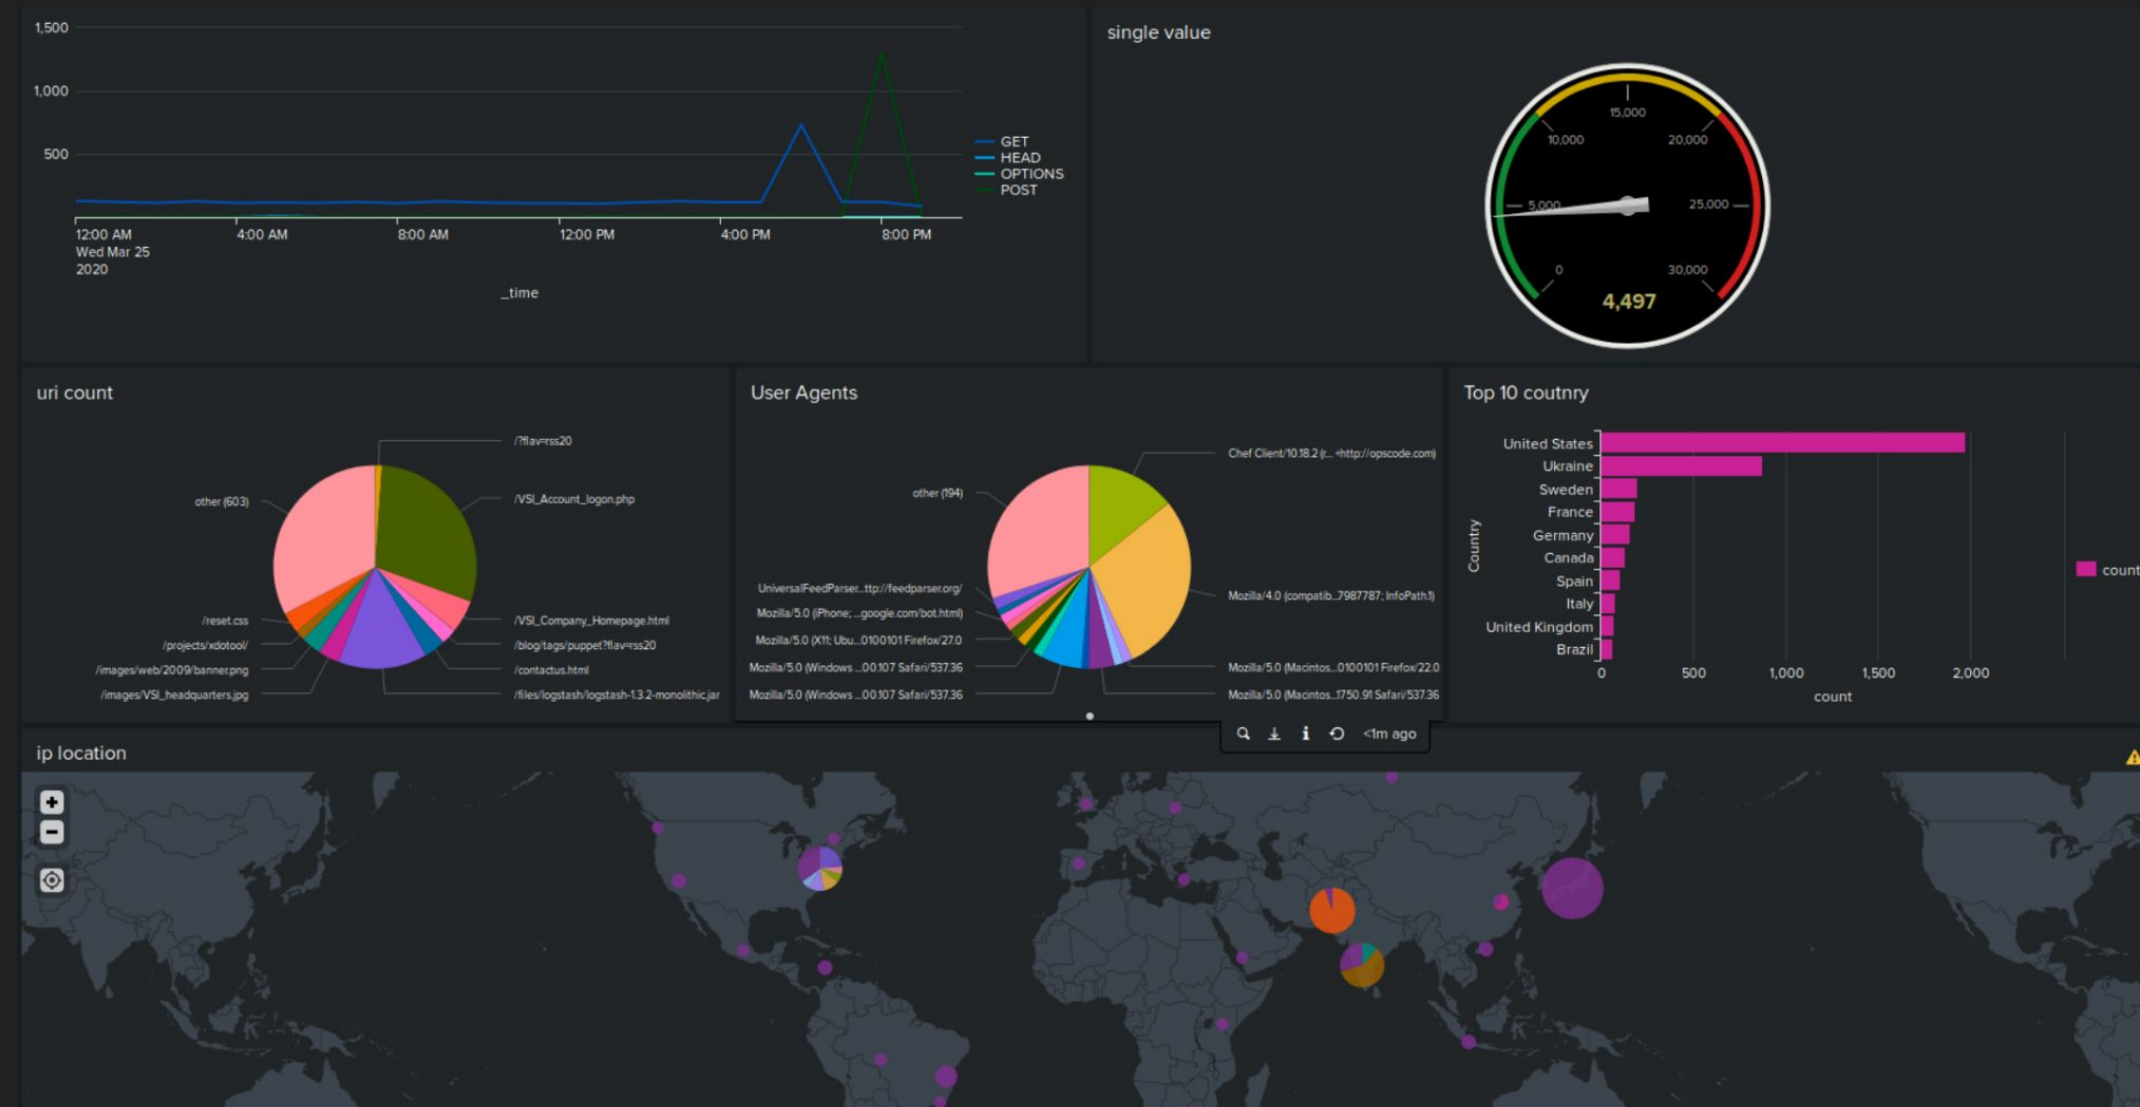 1,500
1,000
500
GET
HEAD
OPTIONS
POST
12:00 AM
4:00 AM
8:00 AM
12:00 PM
4:00 PM
8:00 PM
Wed Mar 25
2020
_time
single value
0
5,000
10,000
15,000
20,000
25,000
30,000
4,497
uri count
/?flav=rss20
/VSI_Account_logon.php
/VSI_Company_Homepage.html
/blog/tags/puppet?flav=rss20
/contactus.html
/files/logstash/logstash-1.3.2-monolithic.jar
other (603)
/reset.css
/projects/xdotool/
/images/web/2009/banner.png
/images/VSI_headquarters.jpg
User Agents
Chef Client/10.18.2 (r... +http://opscode.com)
Mozilla/4.0 (compatib...7987787; InfoPath.1)
Mozilla/5.0 (Macintos...0100101 Firefox/22.0
Mozilla/5.0 (Macintos...1750.91 Safari/537.36
other (194)
UniversalFeedParser...ttp://feedparser.org/
Mozilla/5.0 (iPhone; ...google.com/bot.html)
Mozilla/5.0 (X11; Ubu...0100101 Firefox/27.0
Mozilla/5.0 (Windows ...00.107 Safari/537.36
Mozilla/5.0 (Windows ...00.107 Safari/537.36
<1m ago
Top 10 coutnry
Country
United States
Ukraine
Sweden
France
Germany
Canada
Spain
Italy
United Kingdom
Brazil
0
500
1,000
1,500
2,000
count
count
ip location